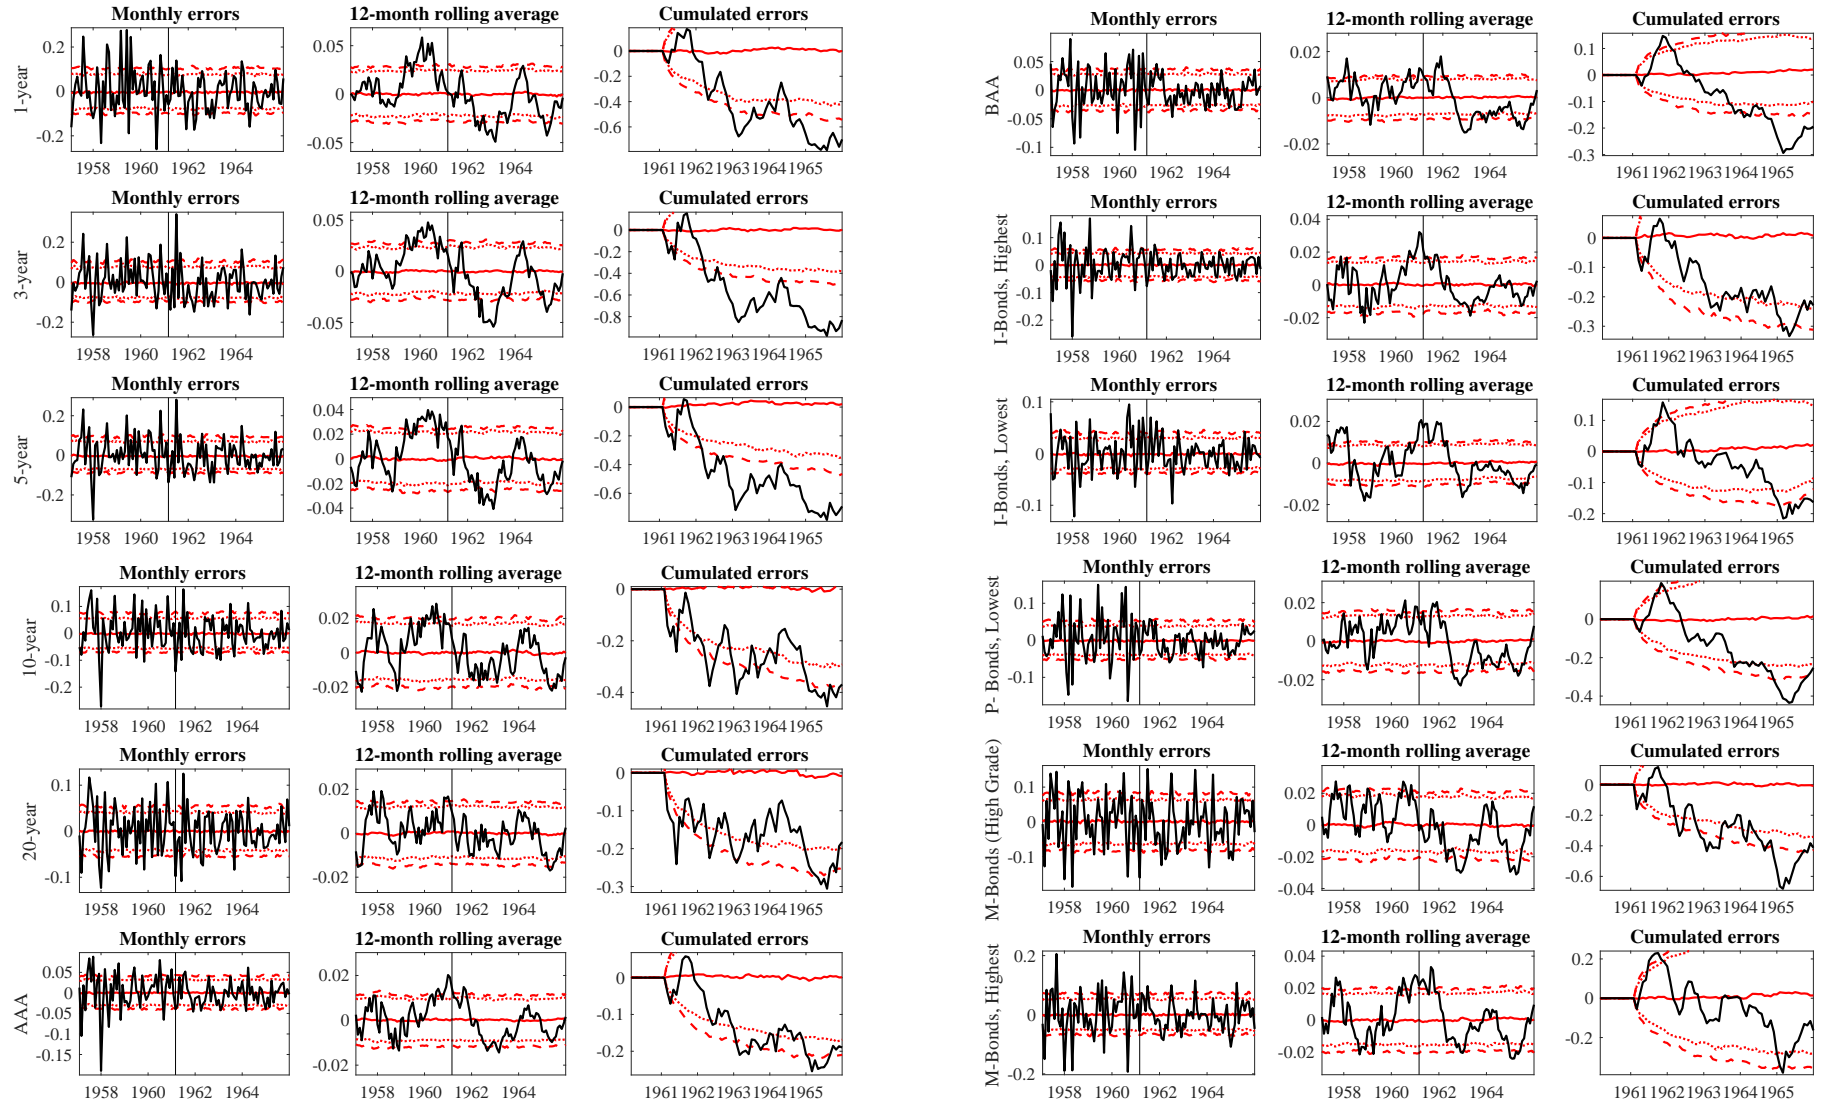 Monthly errors 12-month rolling average Cumulated errors
1-year
0.2 0 -0.2
1958 1960 1962 1964
0.05 0 -0.05
1958 1960 1962 1964
0 -0.2 -0.4 -0.6
1961 1962 1963 1964 1965
Monthly errors 12-month rolling average Cumulated errors
3-year
0.2 0 -0.2
1958 1960 1962 1964
0.05 0 -0.05
1958 1960 1962 1964
0 -0.2 -0.4 -0.6 -0.8
1961 1962 1963 1964 1965
Monthly errors 12-month rolling average Cumulated errors
5-year
0.2 0 -0.2
1958 1960 1962 1964
0.04 0.02 0 -0.02 -0.04
1958 1960 1962 1964
0 -0.2 -0.4 -0.6
1961 1962 1963 1964 1965
Monthly errors 12-month rolling average Cumulated errors
10-year
0.1 0 -0.1 -0.2
1958 1960 1962 1964
0.02 0 -0.02
1958 1960 1962 1964
0 -0.2 -0.4
1961 1962 1963 1964 1965
Monthly errors 12-month rolling average Cumulated errors
20-year
0.1 0 -0.1
1958 1960 1962 1964
0.02 0 -0.02
1958 1960 1962 1964
0 -0.1 -0.2 -0.3
1961 1962 1963 1964 1965
Monthly errors 12-month rolling average Cumulated errors
AAA
0.05 0 -0.05 -0.1 -0.15
1958 1960 1962 1964
0.02 0 -0.02
1958 1960 1962 1964
0 -0.2
1961 1962 1963 1964 1965
Monthly errors 12-month rolling average Cumulated errors
BAA
0.05 0 -0.05 -0.1
1958 1960 1962 1964
0.02 0 -0.02
1958 1960 1962 1964
0.1 0 -0.1 -0.2 -0.3
1961 1962 1963 1964 1965
Monthly errors 12-month rolling average Cumulated errors
I-Bonds, Highest
0.1 0 -0.1 -0.2
1958 1960 1962 1964
0.04 0.02 0 -0.02
1958 1960 1962 1964
0 -0.1 -0.2 -0.3
1961 1962 1963 1964 1965
Monthly errors 12-month rolling average Cumulated errors
I-Bonds, Lowest
0.1 0 -0.1
1958 1960 1962 1964
0.02 0 -0.02
1958 1960 1962 1964
0.1 0 -0.1 -0.2
1961 1962 1963 1964 1965
Monthly errors 12-month rolling average Cumulated errors
P- Bonds, Lowest
0.1 0 -0.1
1958 1960 1962 1964
0.02 0 -0.02
1958 1960 1962 1964
0 -0.2 -0.4
1961 1962 1963 1964 1965
Monthly errors 12-month rolling average Cumulated errors
M-Bonds (High Grade)
0.1 0 -0.1
1958 1960 1962 1964
0.02 0 -0.02 -0.04
1958 1960 1962 1964
0 -0.2 -0.4 -0.6
1961 1962 1963 1964 1965
Monthly errors 12-month rolling average Cumulated errors
M-Bonds, Highest
0.2 0 -0.2
1958 1960 1962 1964
0.04 0.02 0 -0.02
1958 1960 1962 1964
0.2 0 -0.2
1961 1962 1963 1964 1965